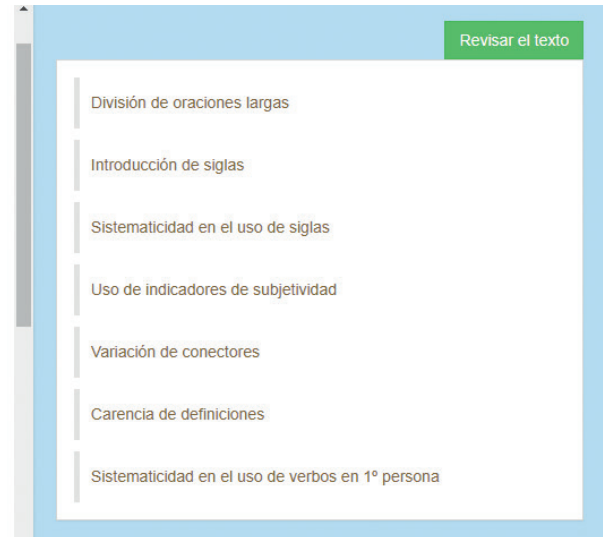 Revisar el texto
División de oraciones largas
Introducción de siglas
Sistematicidad en el uso de siglas
Uso de indicadores de subjetividad
Variación de conectores
Carencia de definiciones
Sistematicidad en el uso de verbos en 1º persona